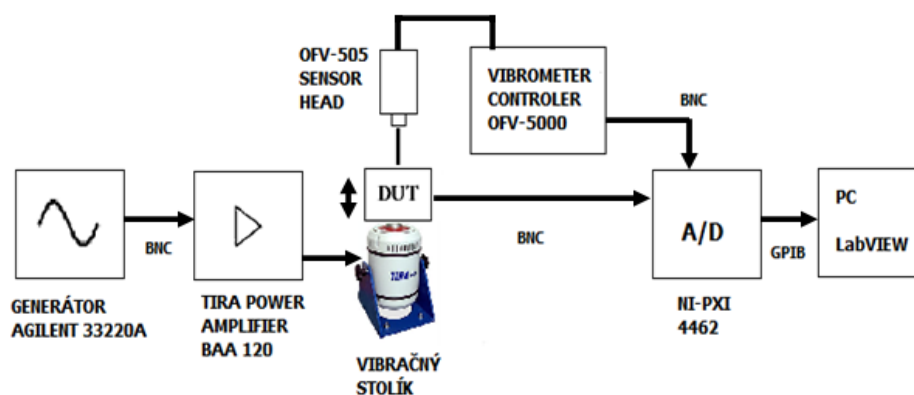 OFV-505
SENSOR
HEAD
VIBROMETER
CONTROLER
OFV-5000
BNC
DUT
A/D
PC
LabVIEW
BNC
BNC
GPIB
TIRA
GENERÁTOR
AGILENT 33220A
TIRA POWER
AMPLIFIER
BAA 120
VIBRAČNÝ
STOLÍK
NI-PXI
4462